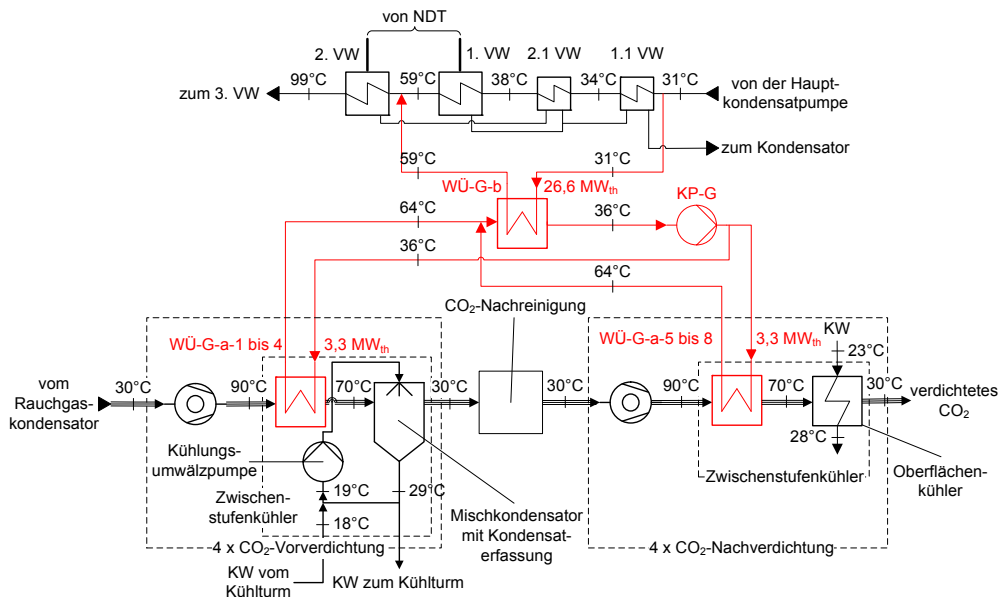 von NDT
2. VW
1. VW
2.1 VW
1.1 VW
99°C
59°C
38°C
34°C
31°C
zum 3. VW
von der Haupt-
kondensatpumpe
zum Kondensator
59°C
31°C
WÜ-G-b
26,6 MWth
KP-G
64°C
36°C
36°C
64°C
CO2-Nachreinigung
WÜ-G-a-1 bis 4
3,3 MWth
WÜ-G-a-5 bis 8
3,3 MWth
KW
23°C
vom
Rauchgas-
kondensator
30°C
90°C
70°C
30°C
30°C
90°C
70°C
30°C
verdichtetes
CO2
28°C
Kühlungs-
umwälzpumpe
19°C
29°C
Zwischenstufenkühler
Oberflächen-
kühler
Zwischen-
stufenkühler
18°C
Mischkondensator
mit Kondensat-
erfassung
4 x CO2-Vorverdichtung
4 x CO2-Nachverdichtung
KW vom
Kühlturm
KW zum Kühlturm